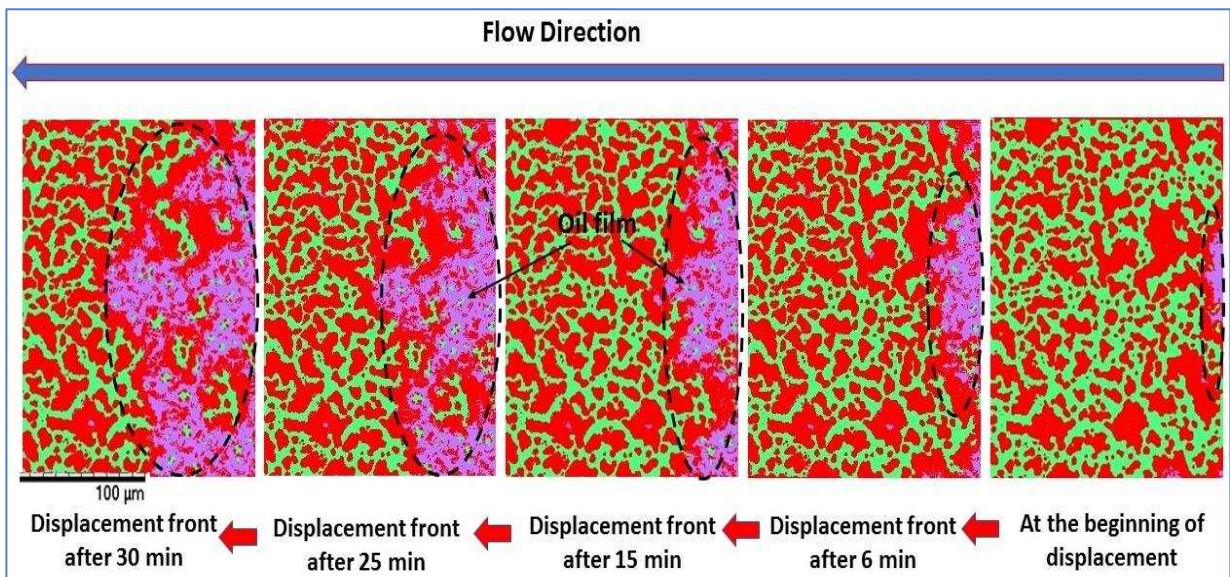 Flow Direction
Oil film
100 µm
Displacement front
after 30 min
Displacement front
after 25 min
Displacement front
after 15 min
Displacement front
after 6 min
At the beginning of
displacement